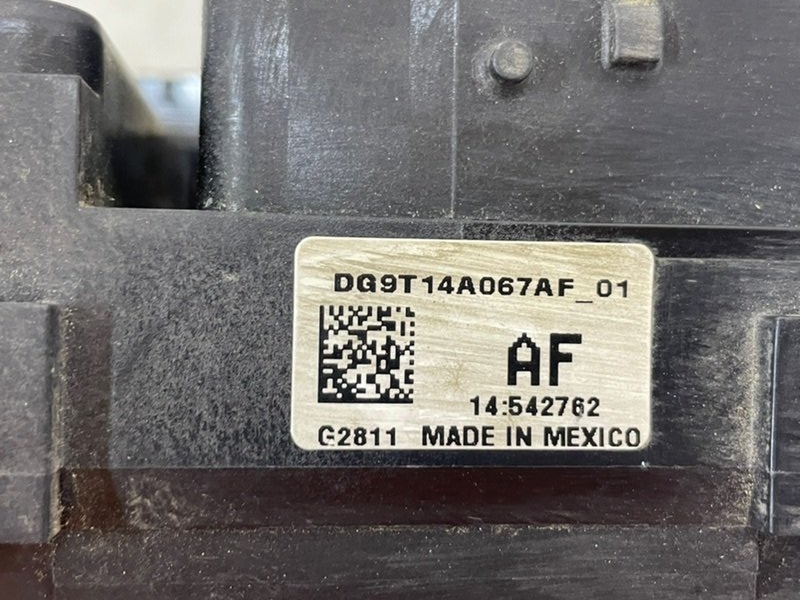 DG9T14A067AF_01
AF
14:542762
G2811 MADE IN MEXICO